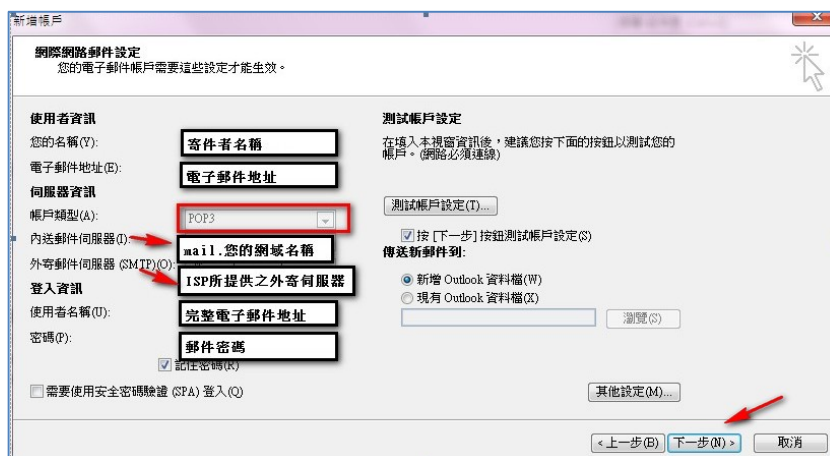 新增帳戶
網際網路郵件設定
您的電子郵件帳戶需要這些設定才能生效。
使用者資訊
您的名稱(Y):
寄件者名稱
電子郵件地址(E):
電子郵件地址
伺服器資訊
帳戶類型(A):
POP3
內送郵件伺服器(I):
mail.您的網域名稱
外寄郵件伺服器 (SMTP)(O):
ISP所提供之外寄伺服器
登入資訊
使用者名稱(U):
完整電子郵件地址
密碼(P):
郵件密碼
記住密碼(R)
需要使用安全密碼驗證 (SPA) 登入(Q)
測試帳戶設定
在填入本視窗資訊後，建議您按下面的按鈕以測試您的
帳戶。(網路必須連線)
測試帳戶設定(T)...
按 [下一步] 按鈕測試帳戶設定(S)
傳送新郵件到:
新增 Outlook 資料檔(W)
現有 Outlook 資料檔(X)
瀏覽(S)
其他設定(M)...
<上一步(B)
下一步(N) >
取消